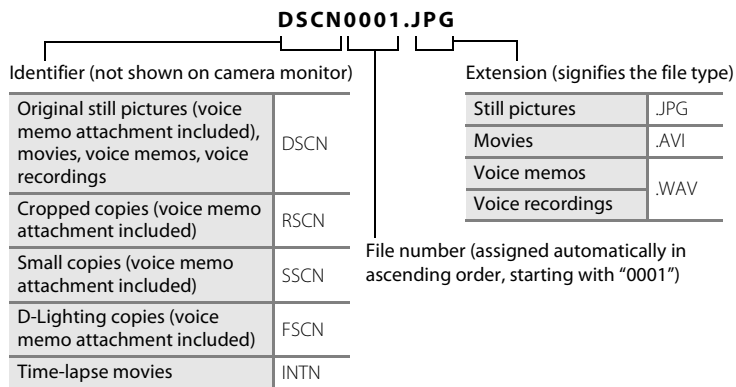 DSCN0001.JPG
Identifier (not shown on camera monitor)
Original still pictures (voice
memo attachment included),
movies, voice memos, voice
recordings
DSCN
Cropped copies (voice memo
attachment included)
RSCN
Small copies (voice memo
attachment included)
SSCN
D-Lighting copies (voice
memo attachment included)
FSCN
Time-lapse movies
INTN
Extension (signifies the file type)
Still pictures
.JPG
Movies
.AVI
Voice memos
Voice recordings
.WAV
File number (assigned automatically in
ascending order, starting with “0001”)